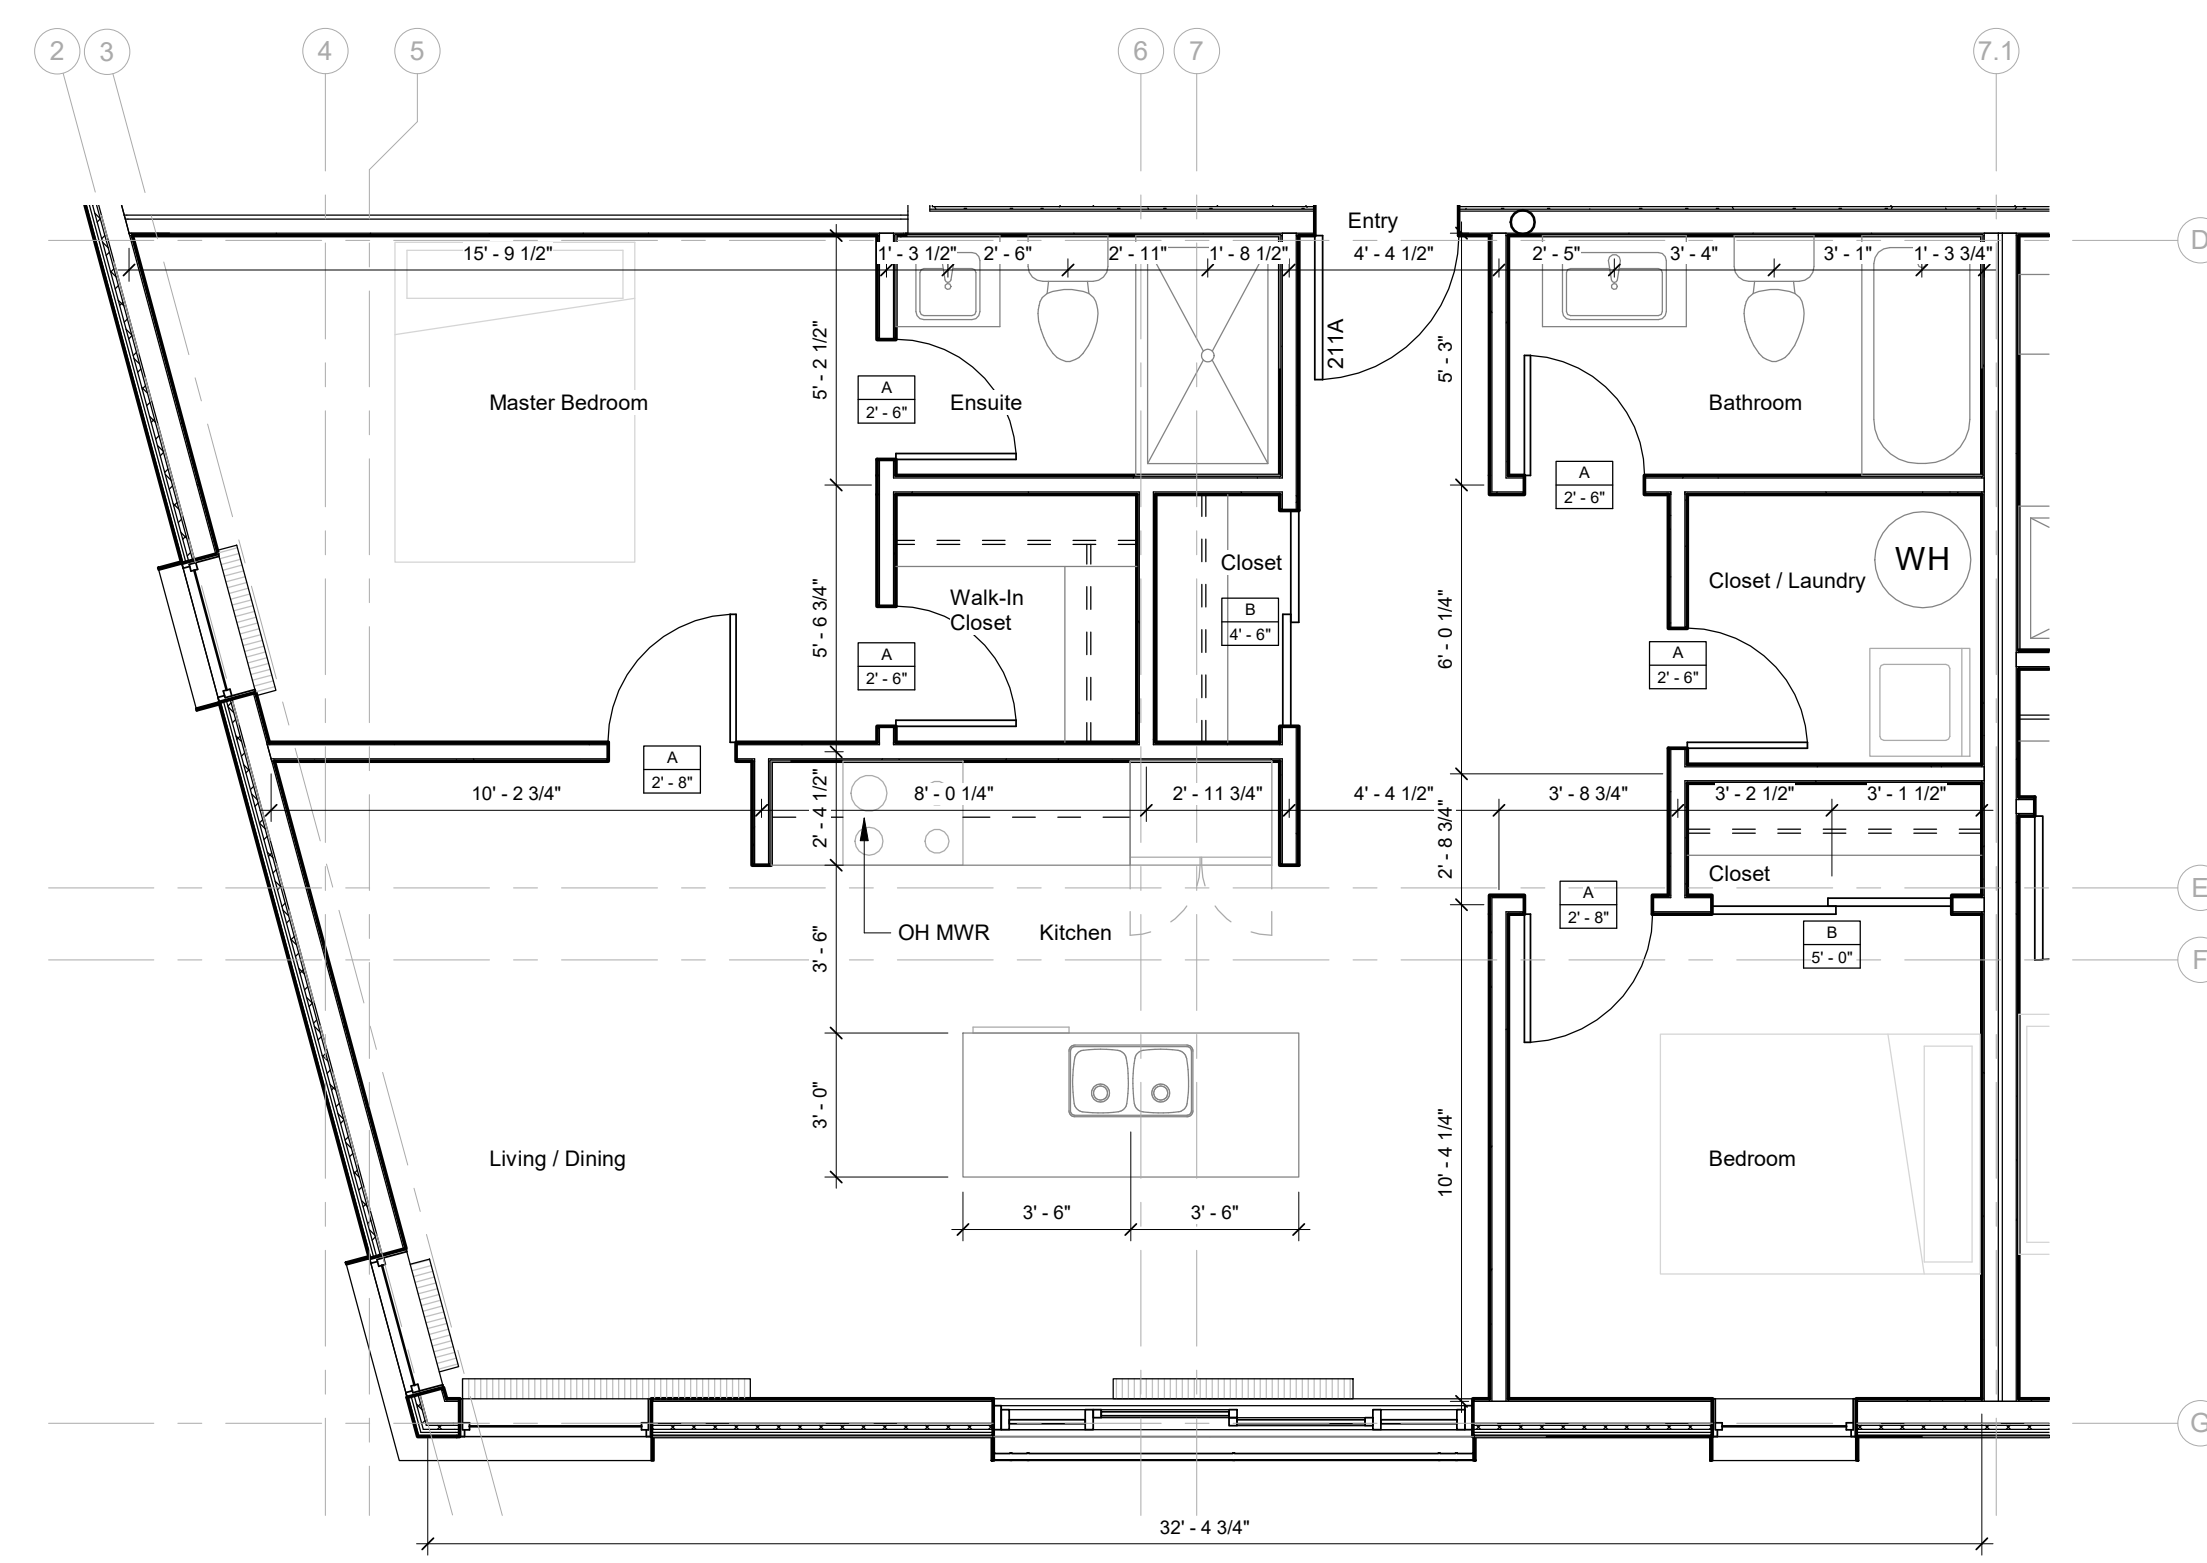 2 3 4 5 6 7 7.1
Entry
D
15' - 9 1/2" 1' - 3 1/2" 2' - 6" 2' - 11" 1' - 8 1/2" 4' - 4 1/2" 2' - 5" 3' - 4" 3' - 1" 1' - 3 3/4"
5' - 2 1/2"
211A
5' - 3"
A
2' - 6"
Master Bedroom
Ensuite
Bathroom
A
2' - 6"
Closet
WH
Closet / Laundry
Walk-In
Closet
B
4' - 6"
5' - 6 3/4"
6' - 0 1/4"
A
2' - 6"
A
2' - 6"
A
2' - 8"
10' - 2 3/4" 8' - 0 1/4" 2' - 11 3/4" 4' - 4 1/2" 3' - 8 3/4" 3' - 2 1/2" 3' - 1 1/2"
2' - 4 1/2"
2' - 8 3/4"
Closet
E
A
2' - 8"
OH MWR
Kitchen
3' - 6"
B
5' - 0"
F
3' - 0"
10' - 4 1/4"
Living / Dining
Bedroom
3' - 6" 3' - 6"
G
32' - 4 3/4"